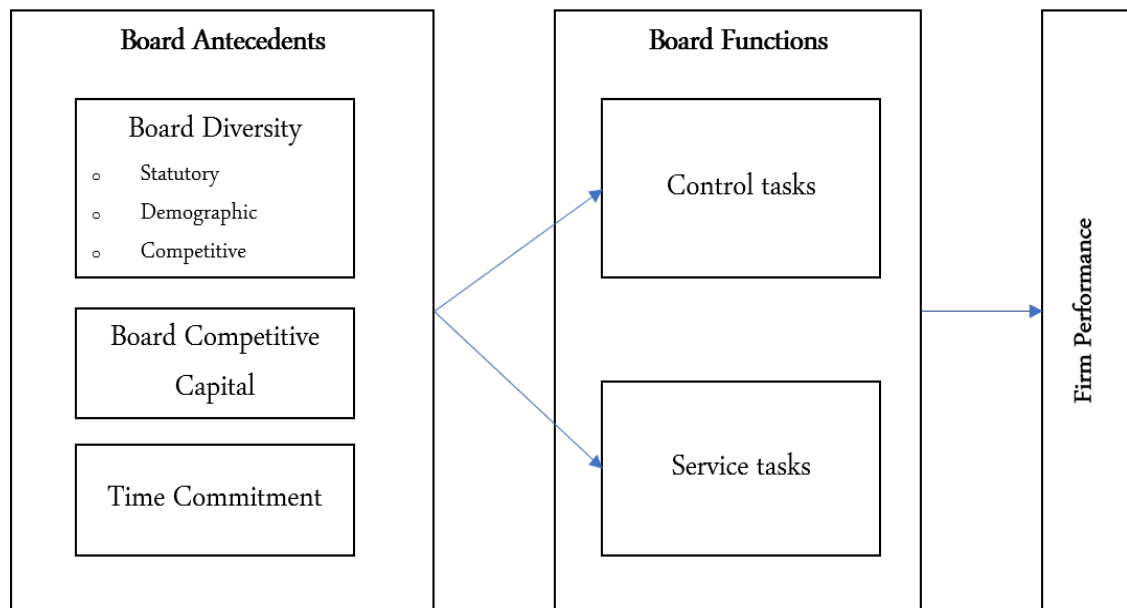 Board Antecedents
Board Diversity
o Statutory
o Demographic
o Competitive
Board Competitive
Capital
Time Commitment
Board Functions
Control tasks
Service tasks
Firm Performance